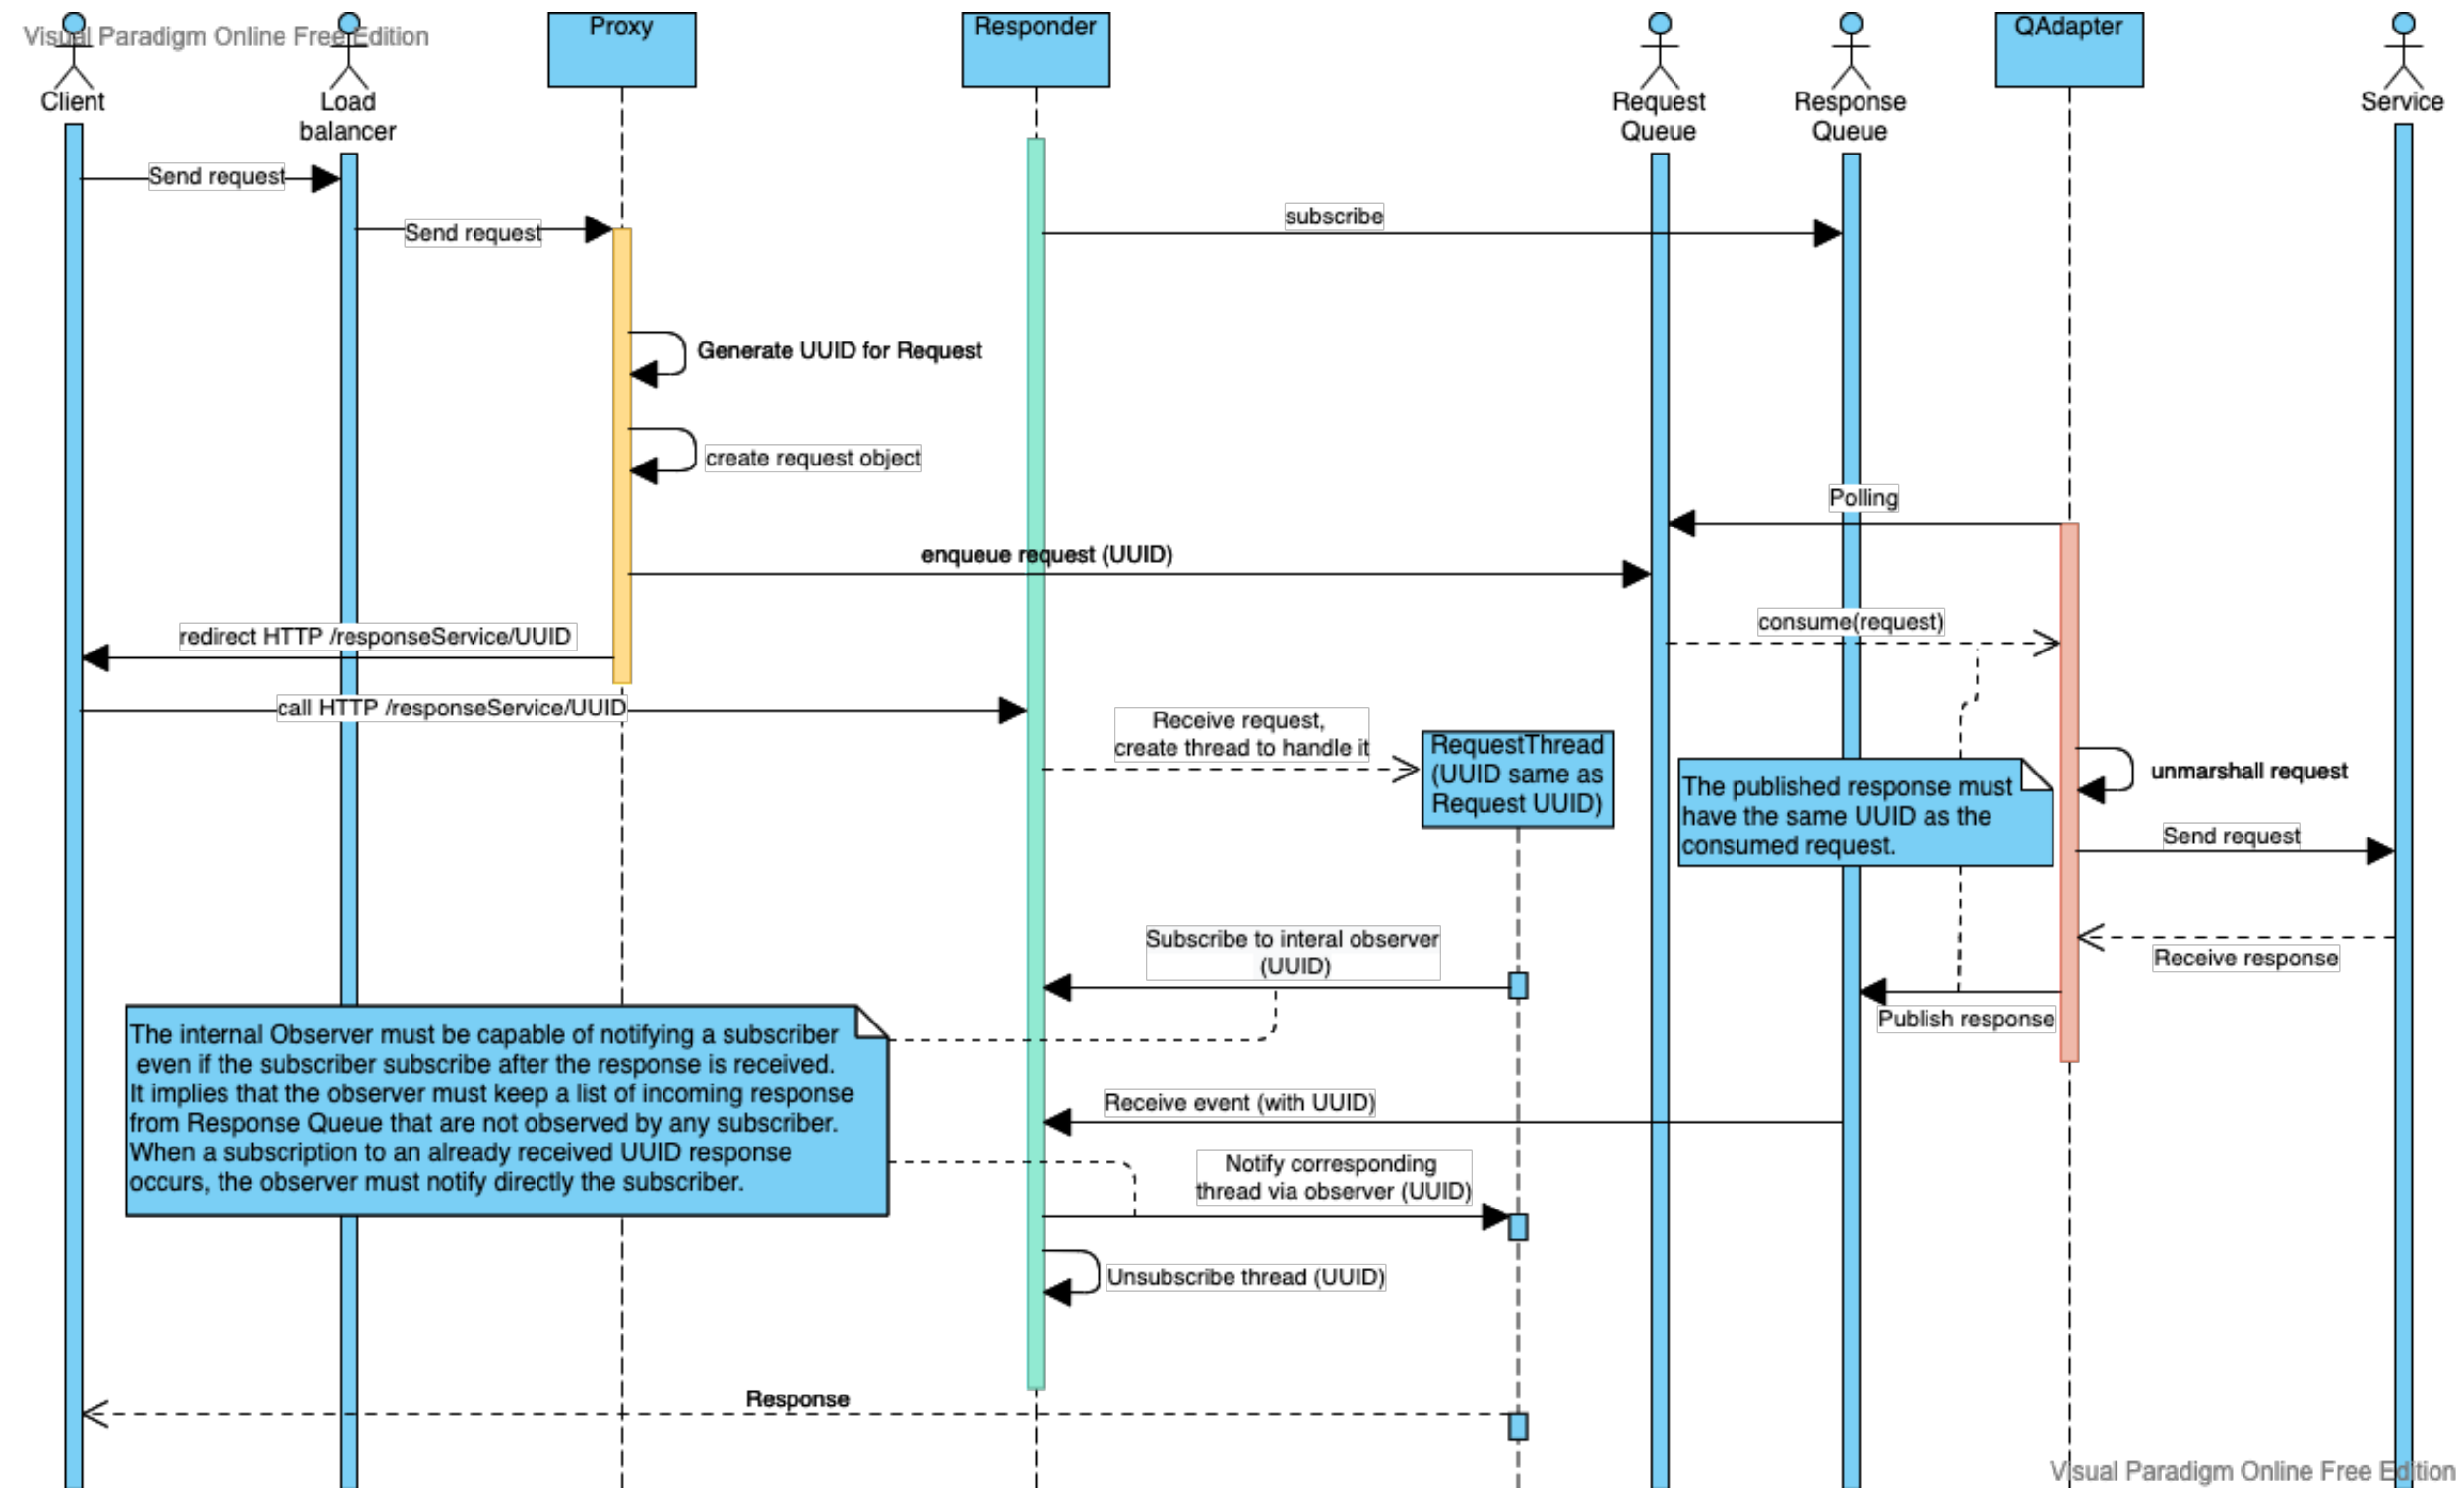 Visual Paradigm Online Free Edition
Client
Load
balancer
Proxy
Responder
Request
Queue
Response
Queue
QAdapter
Service
Send request
Send request
subscribe
Generate UUID for Request
create request object
Polling
enqueue request (UUID)
consume(request)
redirect HTTP /responseService/UUID
call HTTP /responseService/UUID
Receive request,
create thread to handle it
RequestThread
(UUID same as
Request UUID)
The published response must
have the same UUID as the
consumed request.
unmarshall request
Send request
Subscribe to interal observer
(UUID)
Receive response
Publish response
The internal Observer must be capable of notifying a subscriber
even if the subscriber subscribe after the response is received.
It implies that the observer must keep a list of incoming response
from Response Queue that are not observed by any subscriber.
When a subscription to an already received UUID response
occurs, the observer must notify directly the subscriber.
Receive event (with UUID)
Notify corresponding
thread via observer (UUID)
Unsubscribe thread (UUID)
Response
Visual Paradigm Online Free Edition